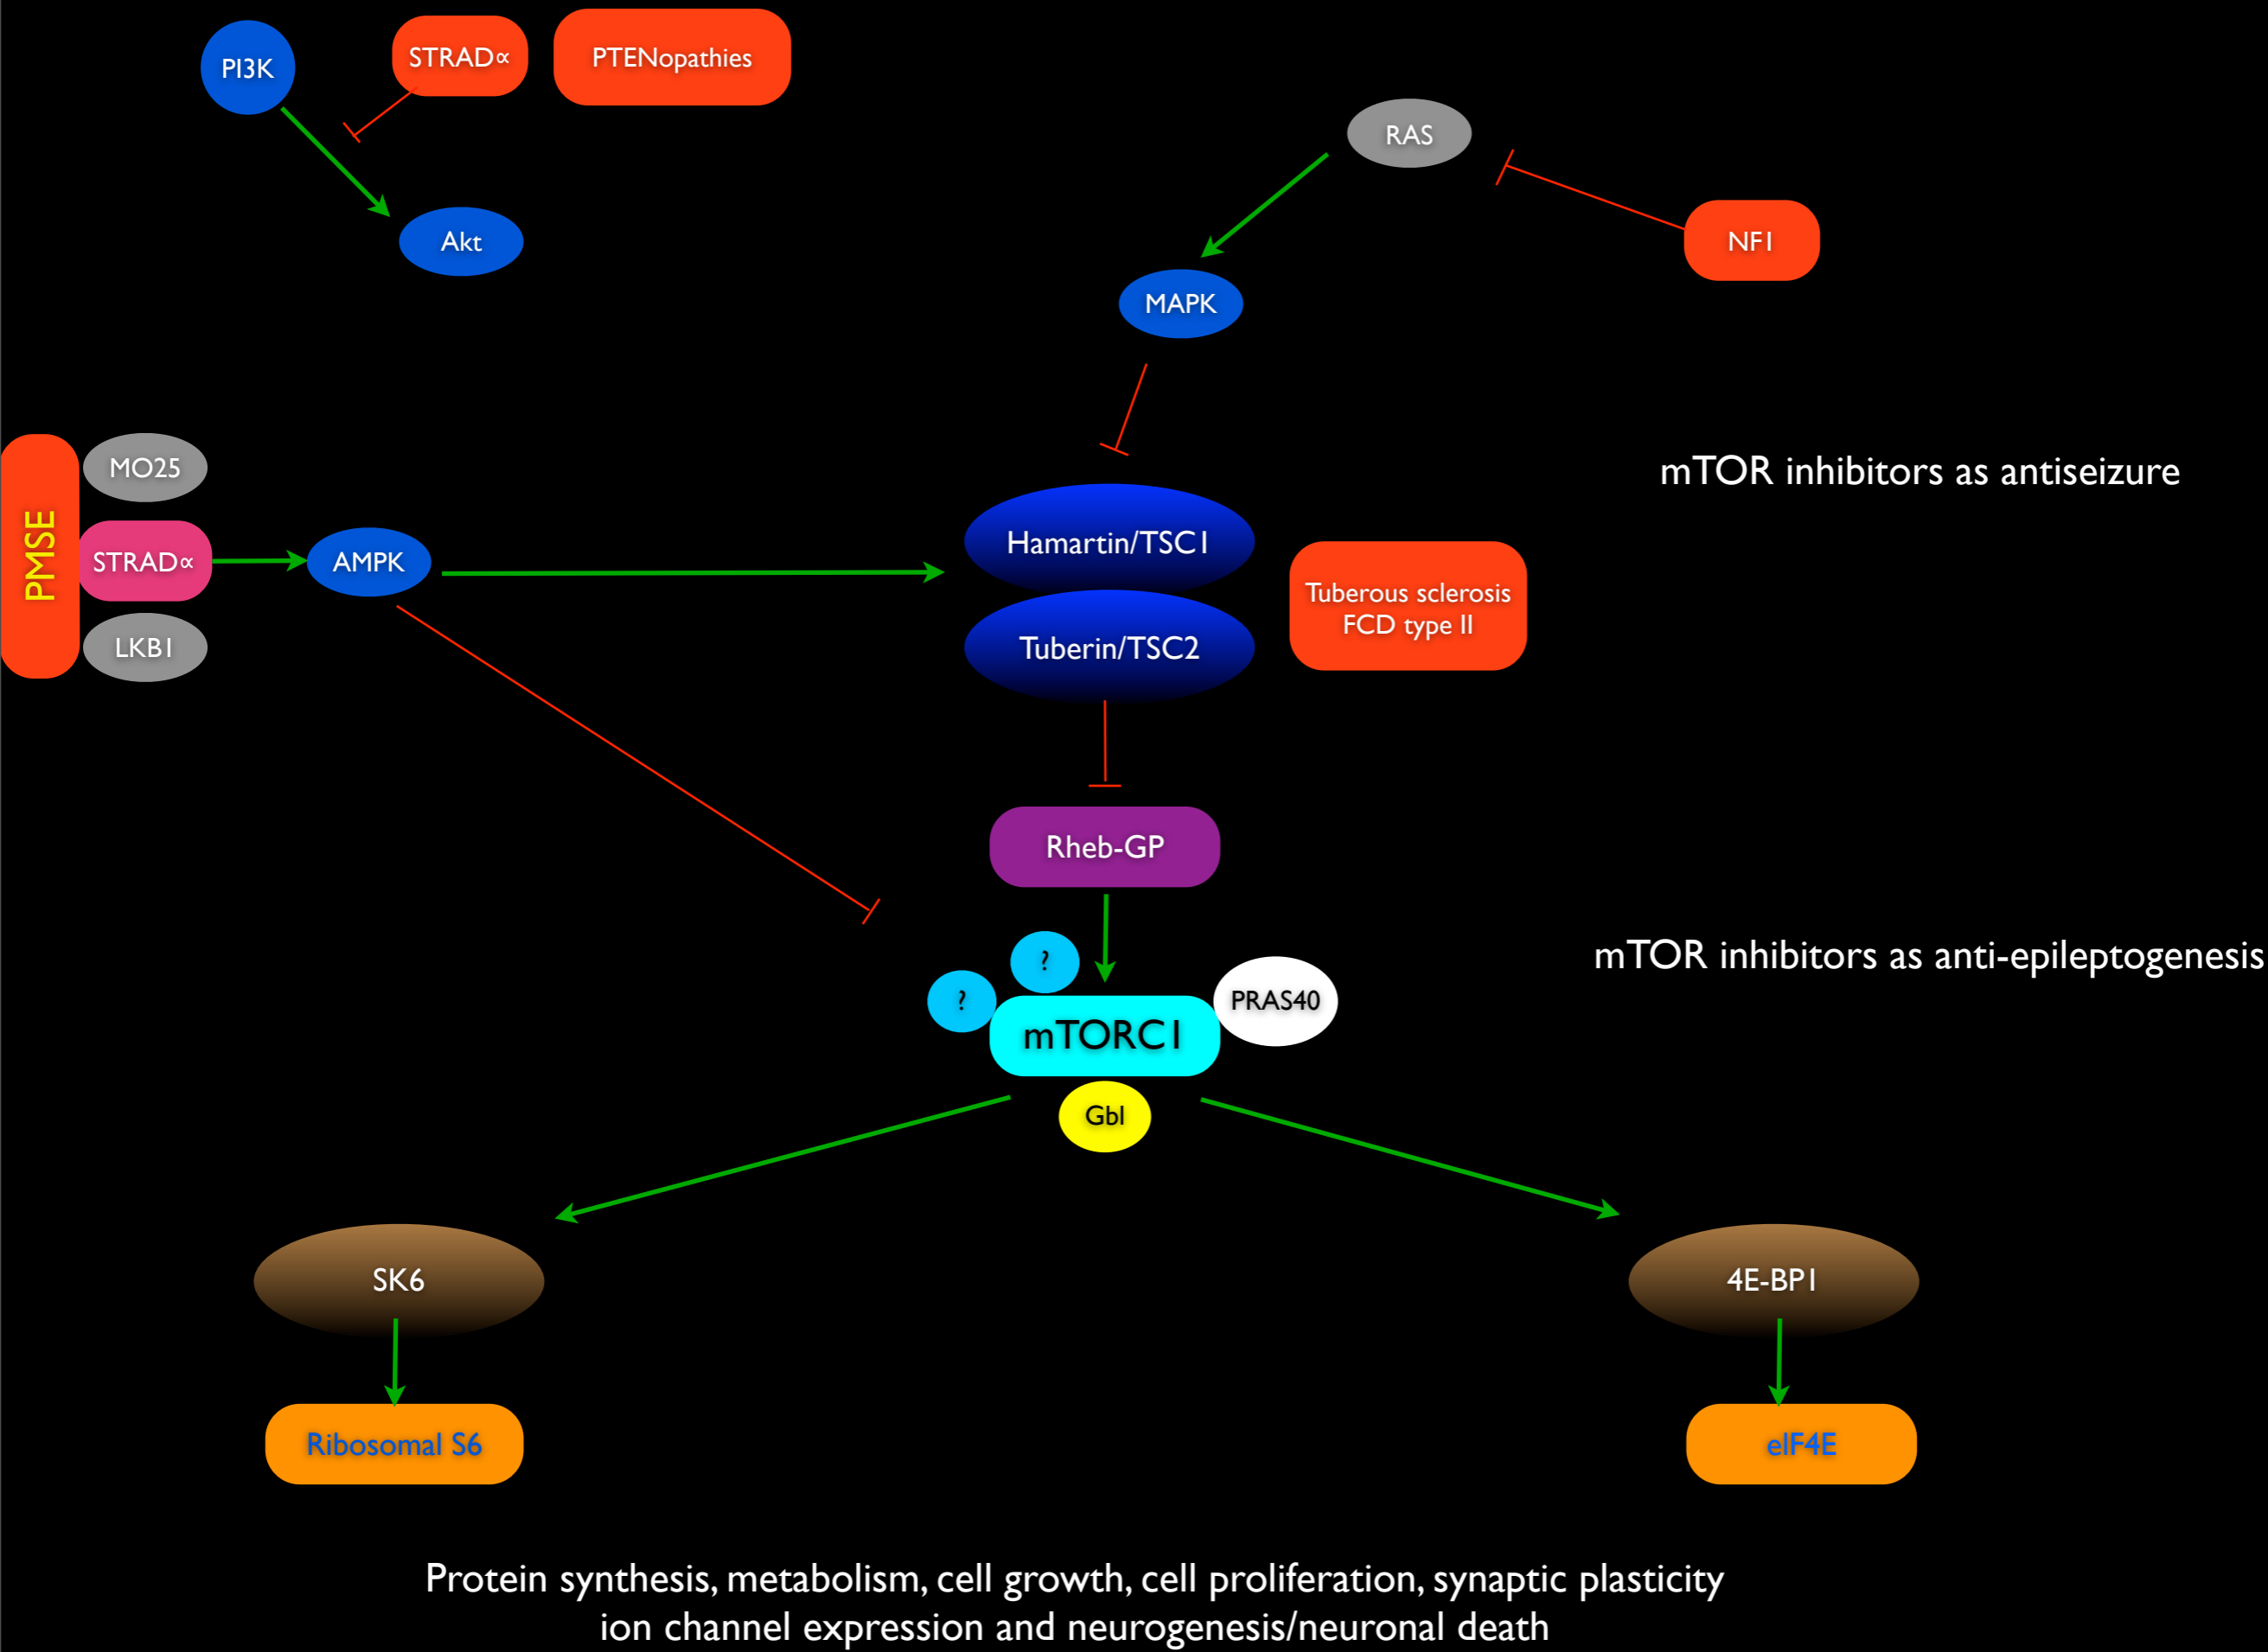 PI3K
STRAD∝
PTENopathies
RAS
Akt
NF1
MAPK
PMSE
MO25
STRAD∝
LKB1
AMPK
mTOR inhibitors as antiseizure
Hamartin/TSC1
Tuberin/TSC2
Tuberous sclerosis
FCD type II
Rheb-GP
mTOR inhibitors as anti-epileptogenesis
?
?
PRAS40
mTORC1
Gbl
SK6
4E-BP1
Ribosomal S6
eIF4E
Protein synthesis, metabolism, cell growth, cell proliferation, synaptic plasticity
ion channel expression and neurogenesis/neuronal death